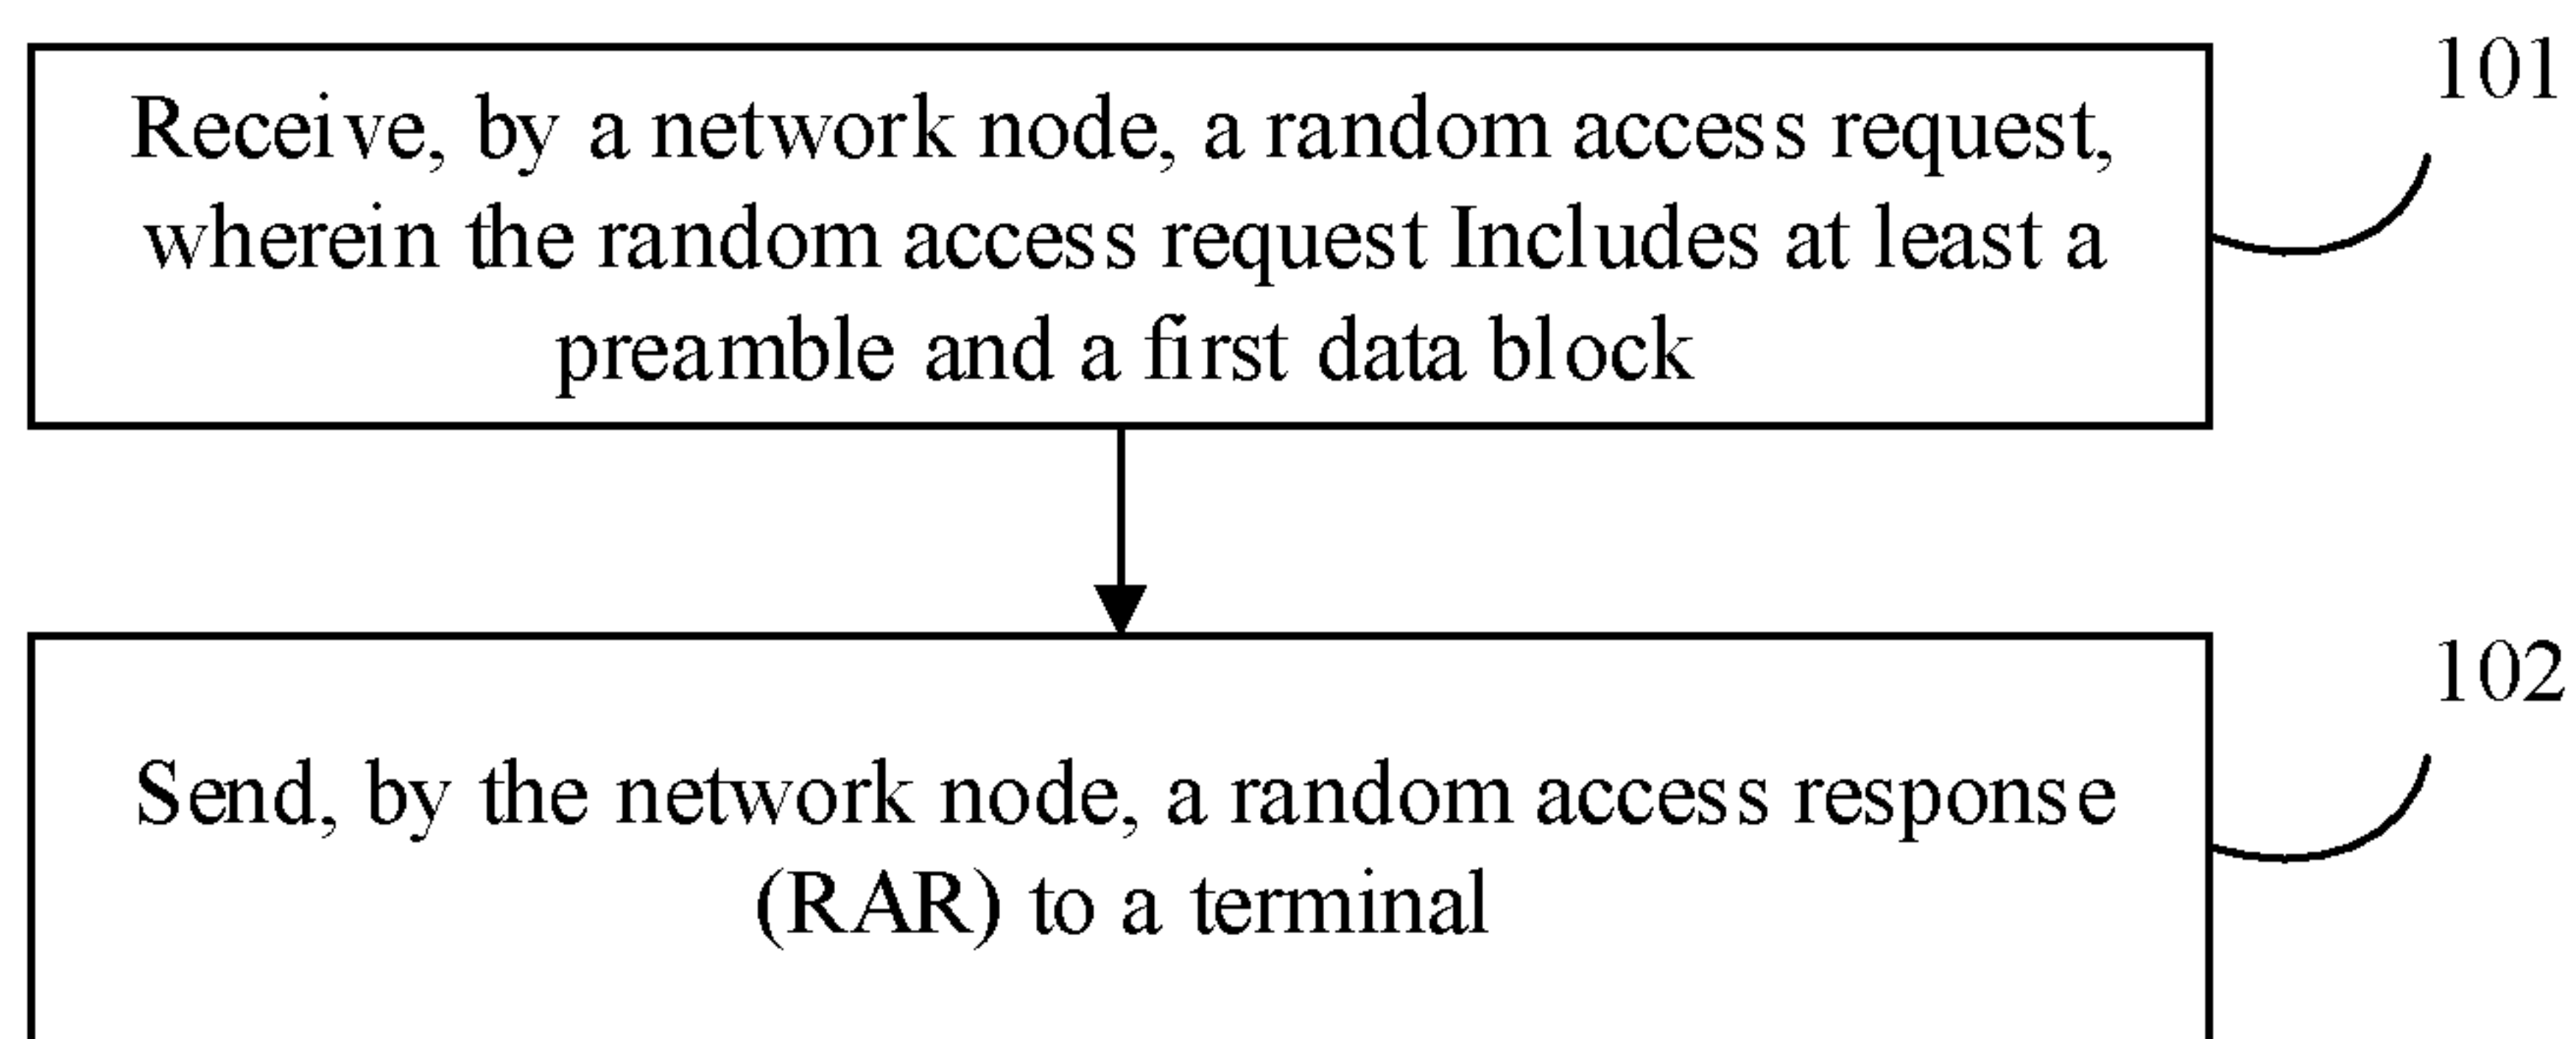 101
Receive, by a network node, a random access request,
wherein the random access request Includes at least a
preamble and a first data block
102
Send, by the network node, a random access response
(RAR) to a terminal